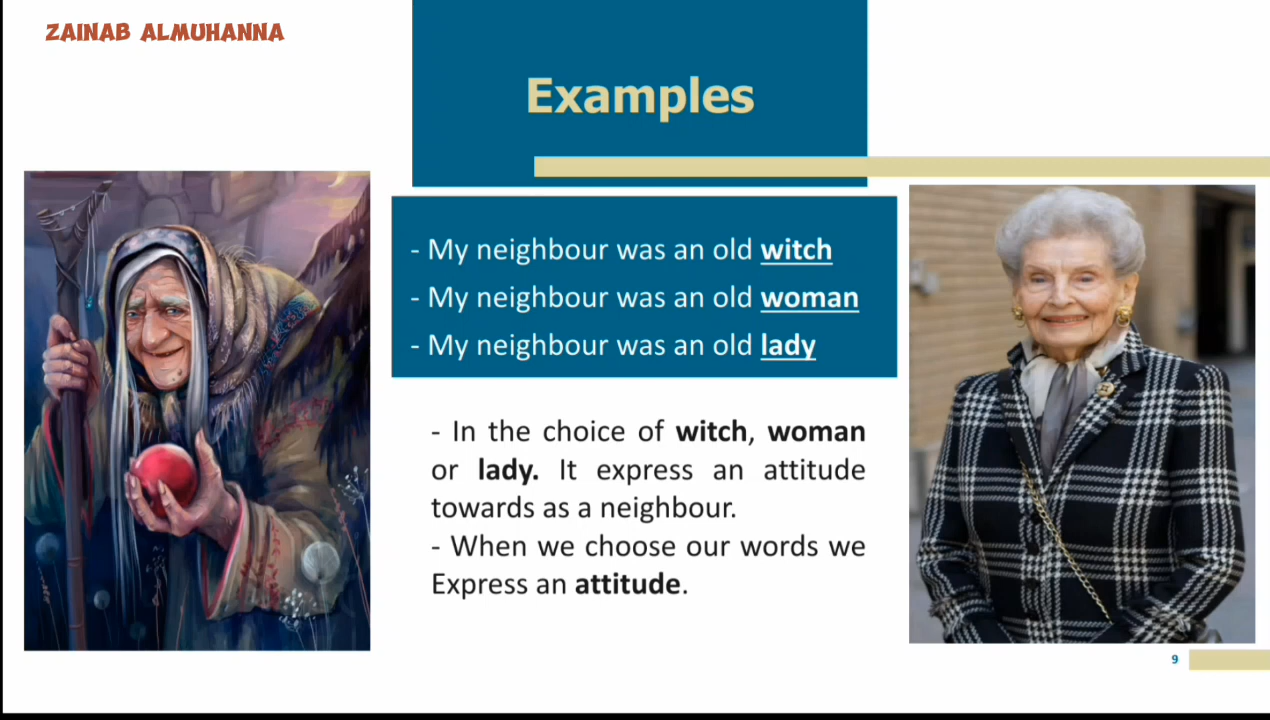 ZAINAB ALMUHANNA
Examples
- My neighbour was an old witch
- My neighbour was an old woman
- My neighbour was an old lady
- In the choice of witch, woman
or lady. It express an attitude
towards as a neighbour.
- When we choose our words we
Express an attitude.
9